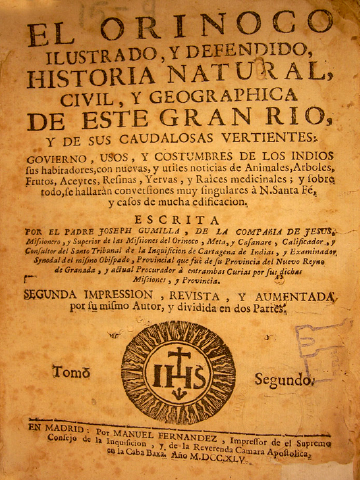 EL ORINOCO
ILUSTRADO, Y DEFENDIDO,
HISTORIA NATURAL,
CIVIL, Y GEOGRAPHICA
DE ESTE GRAN RIO,
Y DE SUS CAUDALOSAS VERTIENTES:
GOVIERNO, USOS, Y COSTUMBRES DE LOS INDIOS
sus habitadores, con nuevas, y utiles noticias de Animales, Arboles,
Frutos, Aceytes, Resinas, Yervas, y Raices medicinales; y sobre
todo, se hallaràn conversiones muy singulares à N. Santa Fé,
y casos de mucha edificacion.
ESCRITA
POR EL PADRE JOSEPH GUMILLA, DE LA COMPAñIA DE JESUS,
Missionero, y Superior de las Missiones del Orinoco, Meta, y Casanare, Calificador, y
Consultor del Santo Tribunal de la Inquisicion de Cartagena de Indias, y Examinador
Synodal del mismo Obispado, Provincial que fuè de su Provincia del Nuevo Reyno
de Granada, y actual Procurador à entrambas Curias por sus dichas
Missiones, y Provincia.
SEGUNDA IMPRESSION, REVISTA, Y AUMENTADA
por su mismo Autor, y dividida en dos Partes.
Tomo Segundo.
IHS
EN MADRID: Por MANUEL FERNANDEZ, Impressor de el Supremo
Consejo de la Inquisicion, y de la Reverenda Camara Apostolica,
en la Caba Baxa. Año M.DCC.XLV.